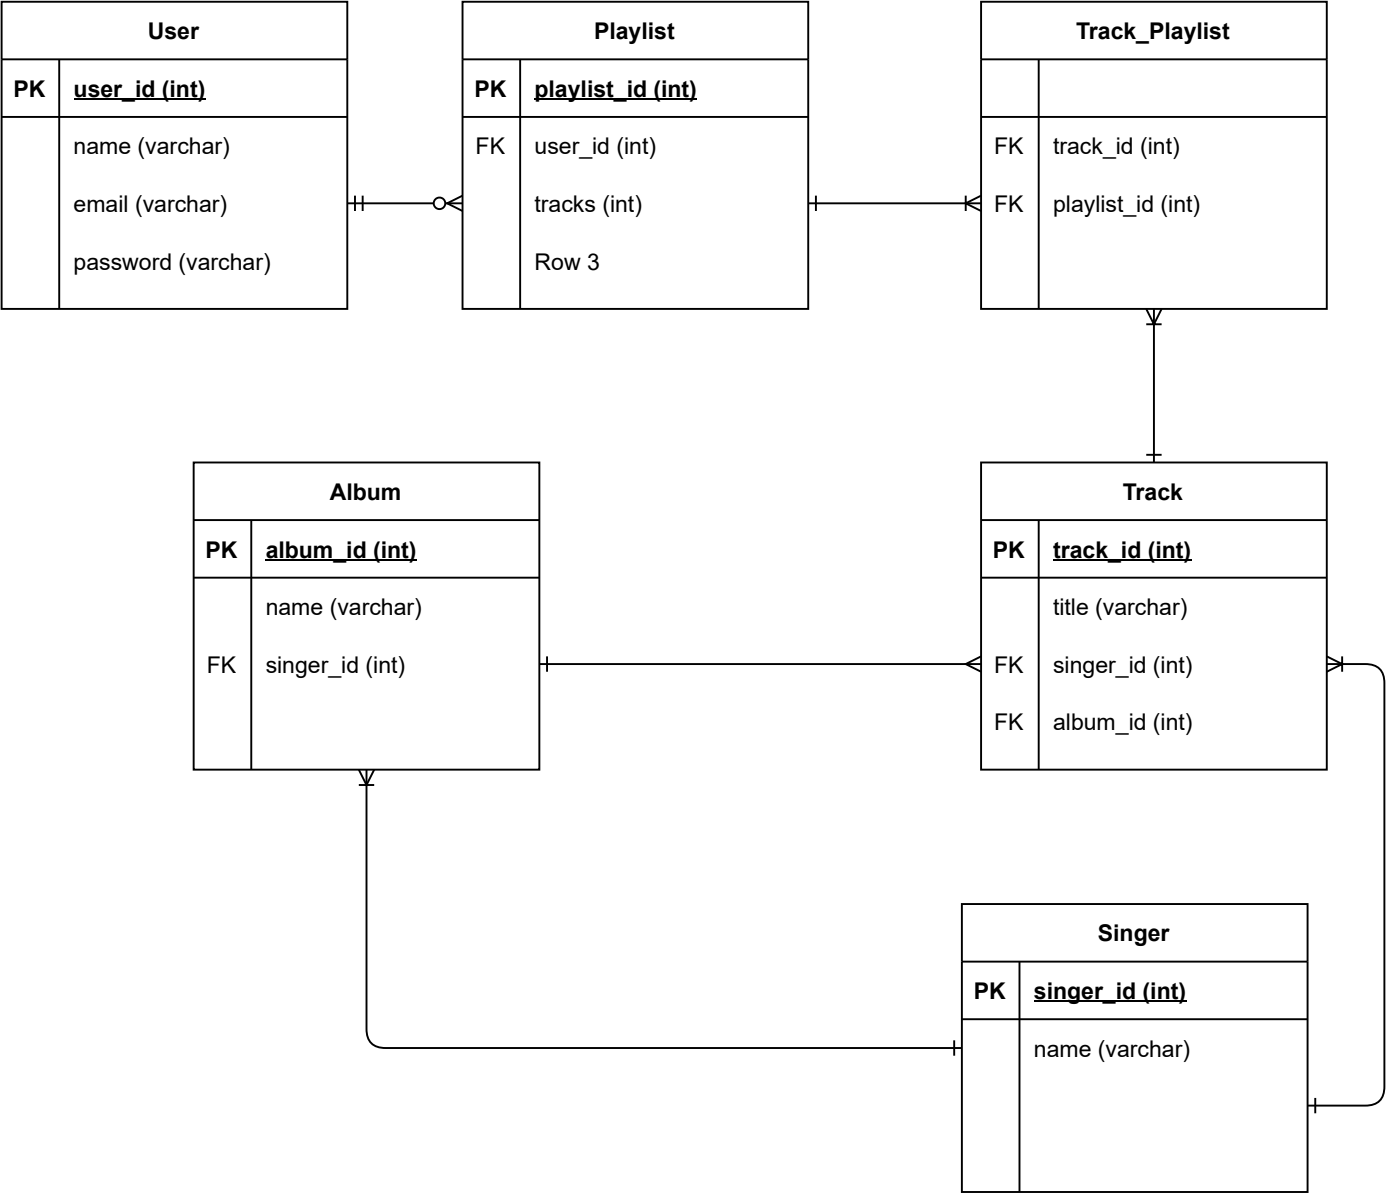 User
PK user_id (int)
name (varchar)
email (varchar)
password (varchar)
Playlist
PK playlist_id (int)
FK user_id (int)
tracks (int)
Row 3
Track_Playlist
FK track_id (int)
FK playlist_id (int)
Album
PK album_id (int)
name (varchar)
FK singer_id (int)
Track
PK track_id (int)
title (varchar)
FK singer_id (int)
FK album_id (int)
Singer
PK singer_id (int)
name (varchar)